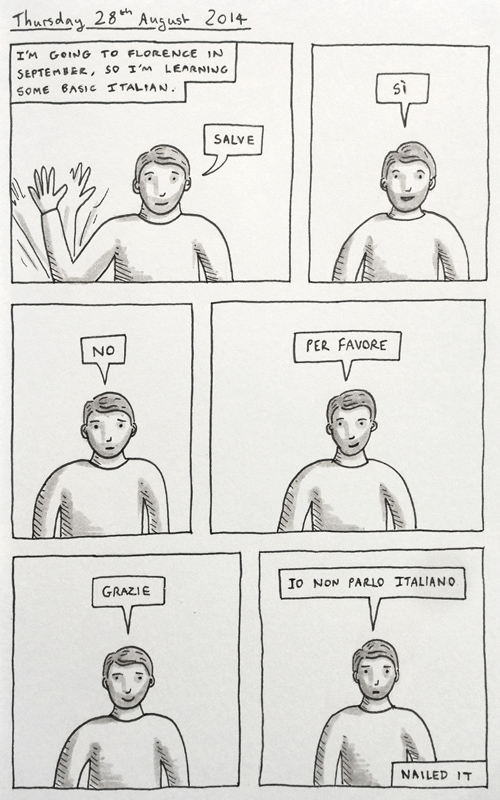 Thursday 28th August 2014
I'M GOING TO FLORENCE IN
SEPTEMBER, SO I'M LEARNING
SOME BASIC ITALIAN.
SALVE
SÌ
NO
PER FAVORE
GRAZIE
IO NON PARLO ITALIANO
NAILED IT